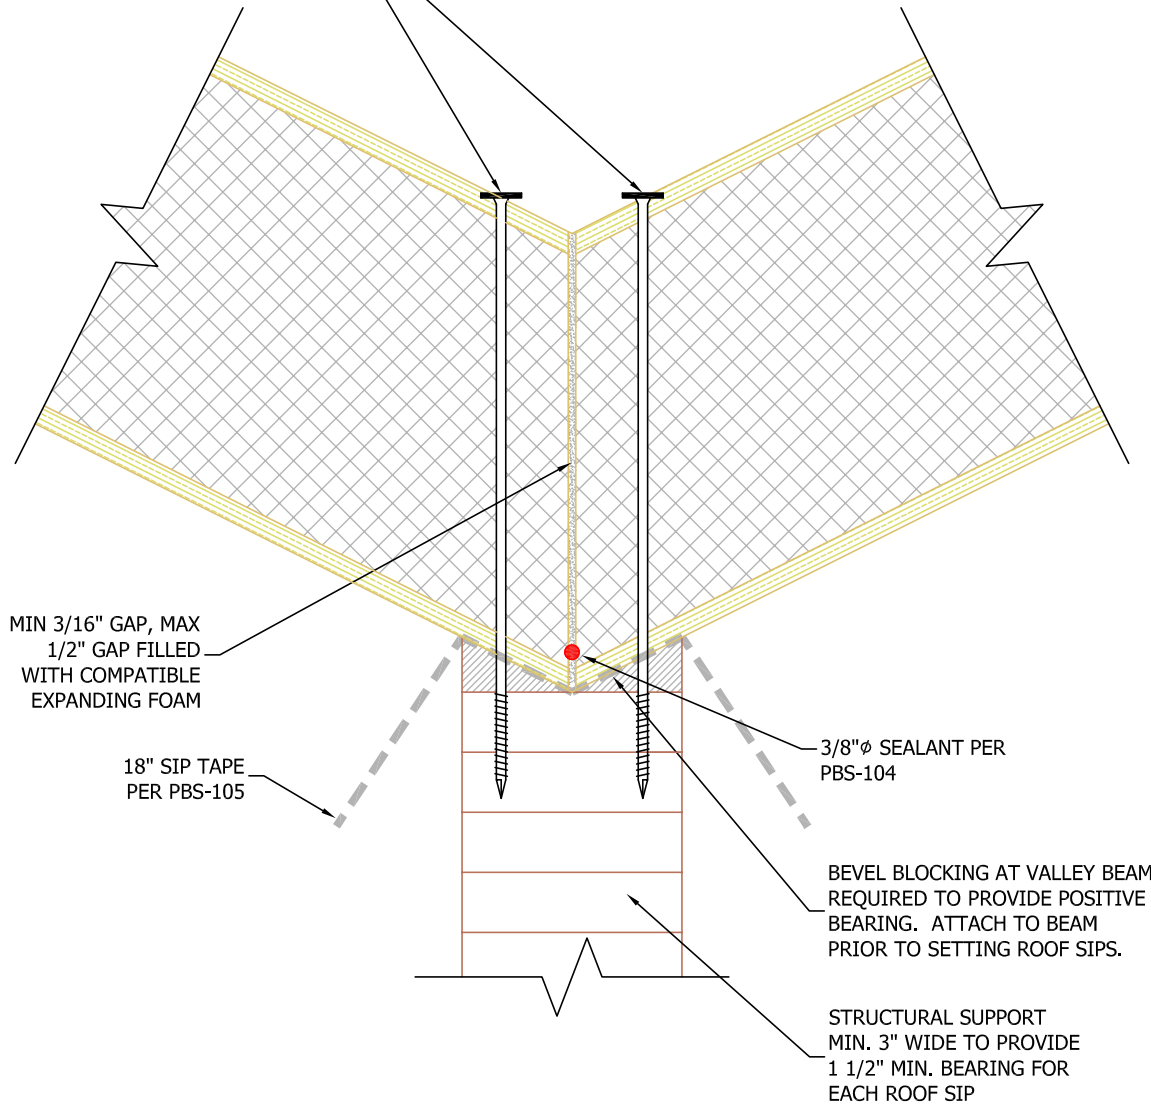 MIN 3/16" GAP, MAX
1/2" GAP FILLED
WITH COMPATIBLE
EXPANDING FOAM
18" SIP TAPE
PER PBS-105
3/8"⌀ SEALANT PER
PBS-104
BEVEL BLOCKING AT VALLEY BEAM
REQUIRED TO PROVIDE POSITIVE
BEARING. ATTACH TO BEAM
PRIOR TO SETTING ROOF SIPS.
STRUCTURAL SUPPORT
MIN. 3" WIDE TO PROVIDE
1 1/2" MIN. BEARING FOR
EACH ROOF SIP